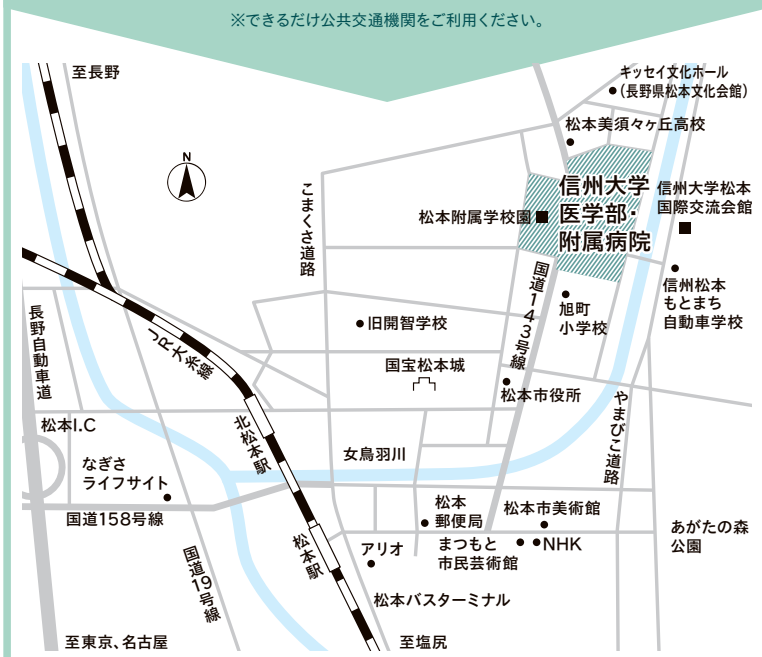 ※できるだけ公共交通機関をご利用ください。
至長野
キッセイ文化ホール
(長野県松本文化会館)
松本美須々ヶ丘高校
N
信州大学
医学部・
附属病院
信州大学松本
国際交流会館
こまくさ道路
松本附属学校園
国道143号線
信州松本
もとまち
自動車学校
旭町
小学校
長野自動車道
JR大糸線
旧開智学校
国宝松本城
松本市役所
やまびこ道路
松本I.C
北松本駅
女鳥羽川
なぎさ
ライフサイト
国道158号線
松本
郵便局
松本市美術館
あがたの森
公園
国道19号線
松本駅
アリオ
まつもと
市民芸術館
NHK
松本バスターミナル
至東京、名古屋
至塩尻